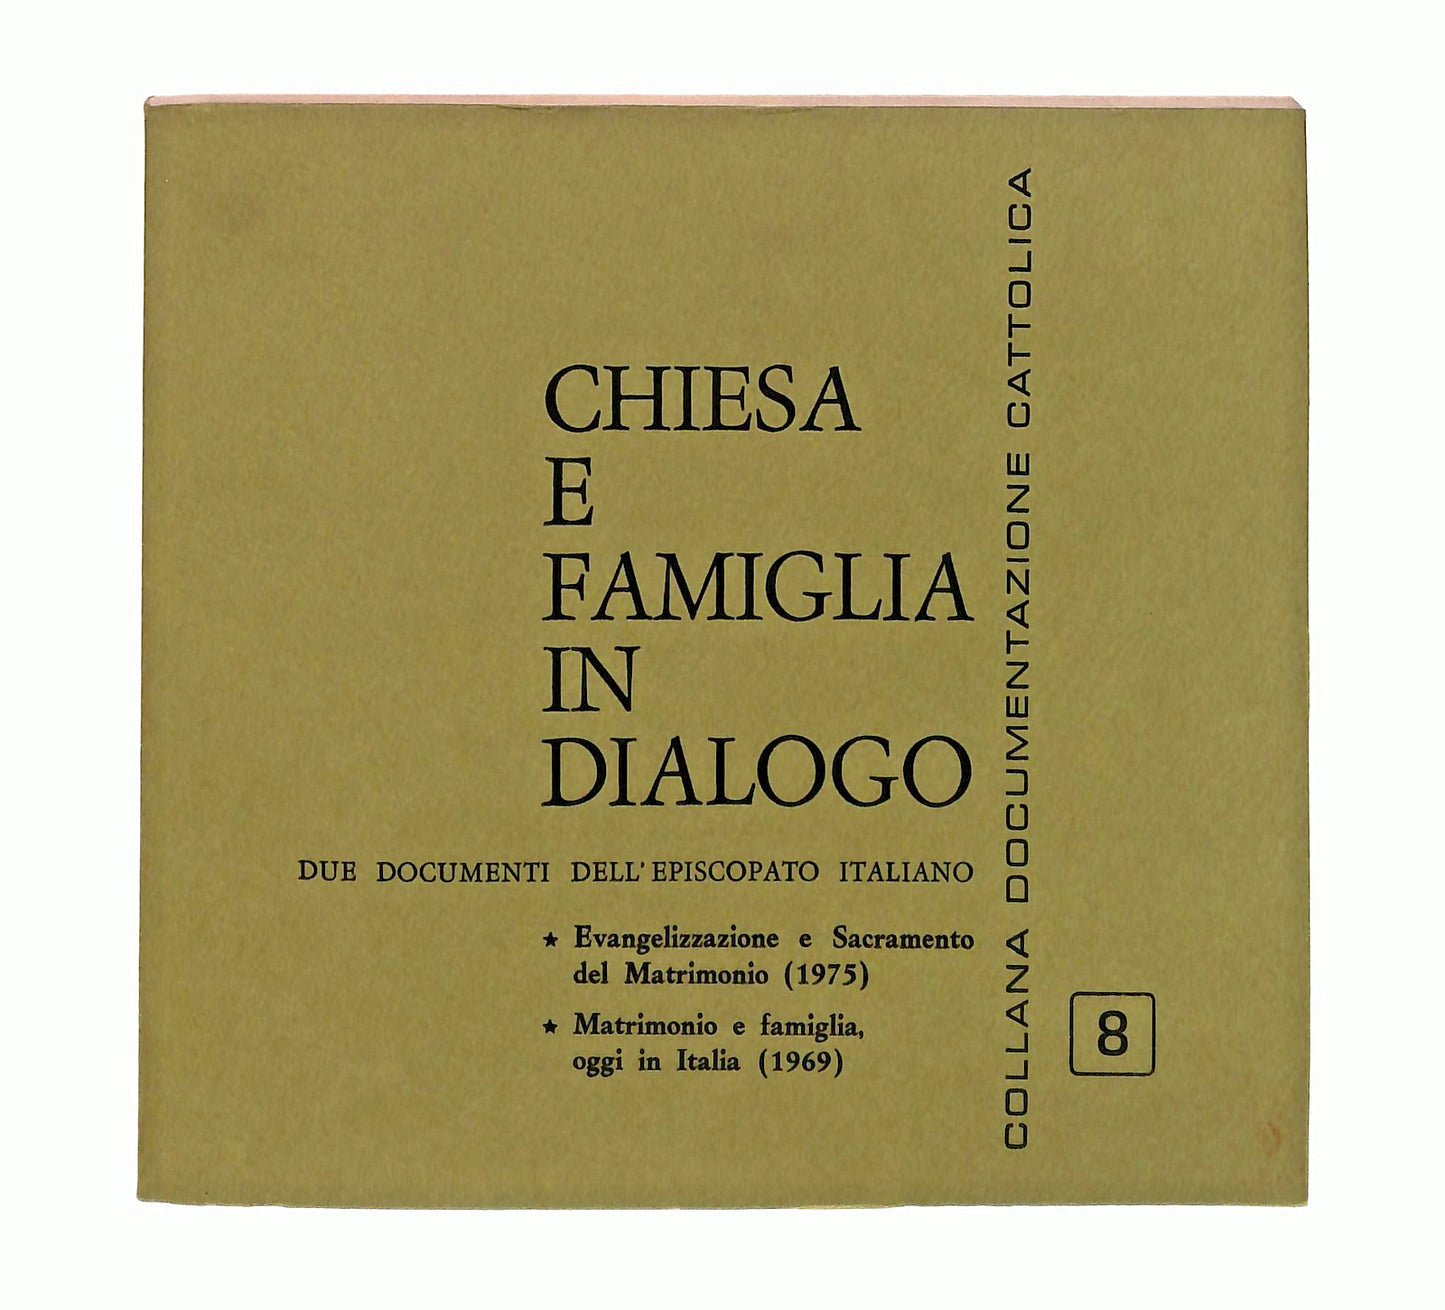 CHIESA
E
FAMIGLIA
IN
DIALOGO
DUE DOCUMENTI DELL'EPISCOPATO ITALIANO
★ Evangelizzazione e Sacramento
del Matrimonio (1975)
★ Matrimonio e famiglia,
oggi in Italia (1969)
COLLANA DOCUMENTAZIONE CATTOLICA
8